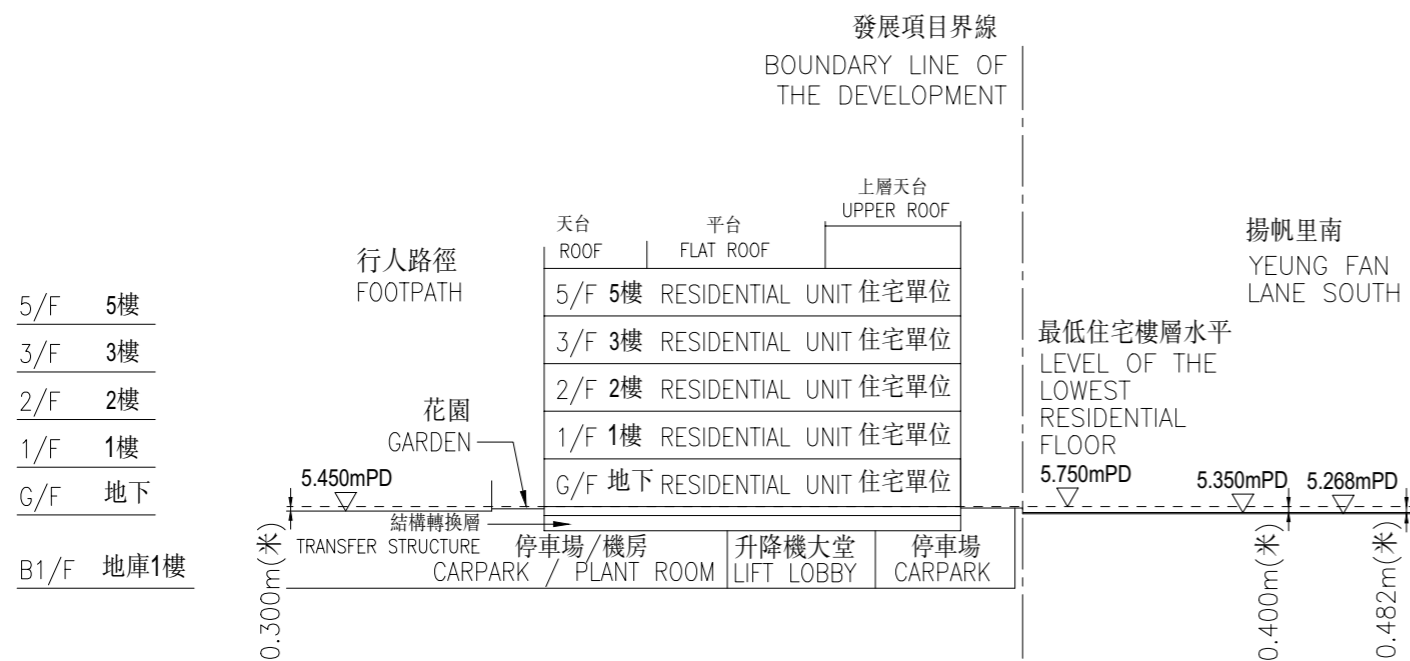 發展項目界線
BOUNDARY LINE OF
THE DEVELOPMENT
上層天台
UPPER ROOF
天台
ROOF
平台
FLAT ROOF
行人路徑
FOOTPATH
揚帆里南
YEUNG FAN
LANE SOUTH
5/F 5樓
3/F 3樓
2/F 2樓
1/F 1樓
G/F 地下
B1/F 地庫1樓
5/F 5樓 RESIDENTIAL UNIT 住宅單位
3/F 3樓 RESIDENTIAL UNIT 住宅單位
2/F 2樓 RESIDENTIAL UNIT 住宅單位
1/F 1樓 RESIDENTIAL UNIT 住宅單位
G/F 地下 RESIDENTIAL UNIT 住宅單位
花園
GARDEN
最低住宅樓層水平
LEVEL OF THE
LOWEST
RESIDENTIAL
FLOOR
5.450mPD
5.750mPD
5.350mPD
5.268mPD
結構轉換層
TRANSFER STRUCTURE
停車場/機房
CARPARK / PLANT ROOM
升降機大堂
LIFT LOBBY
停車場
CARPARK
0.300m(米)
0.400m(米)
0.482m(米)